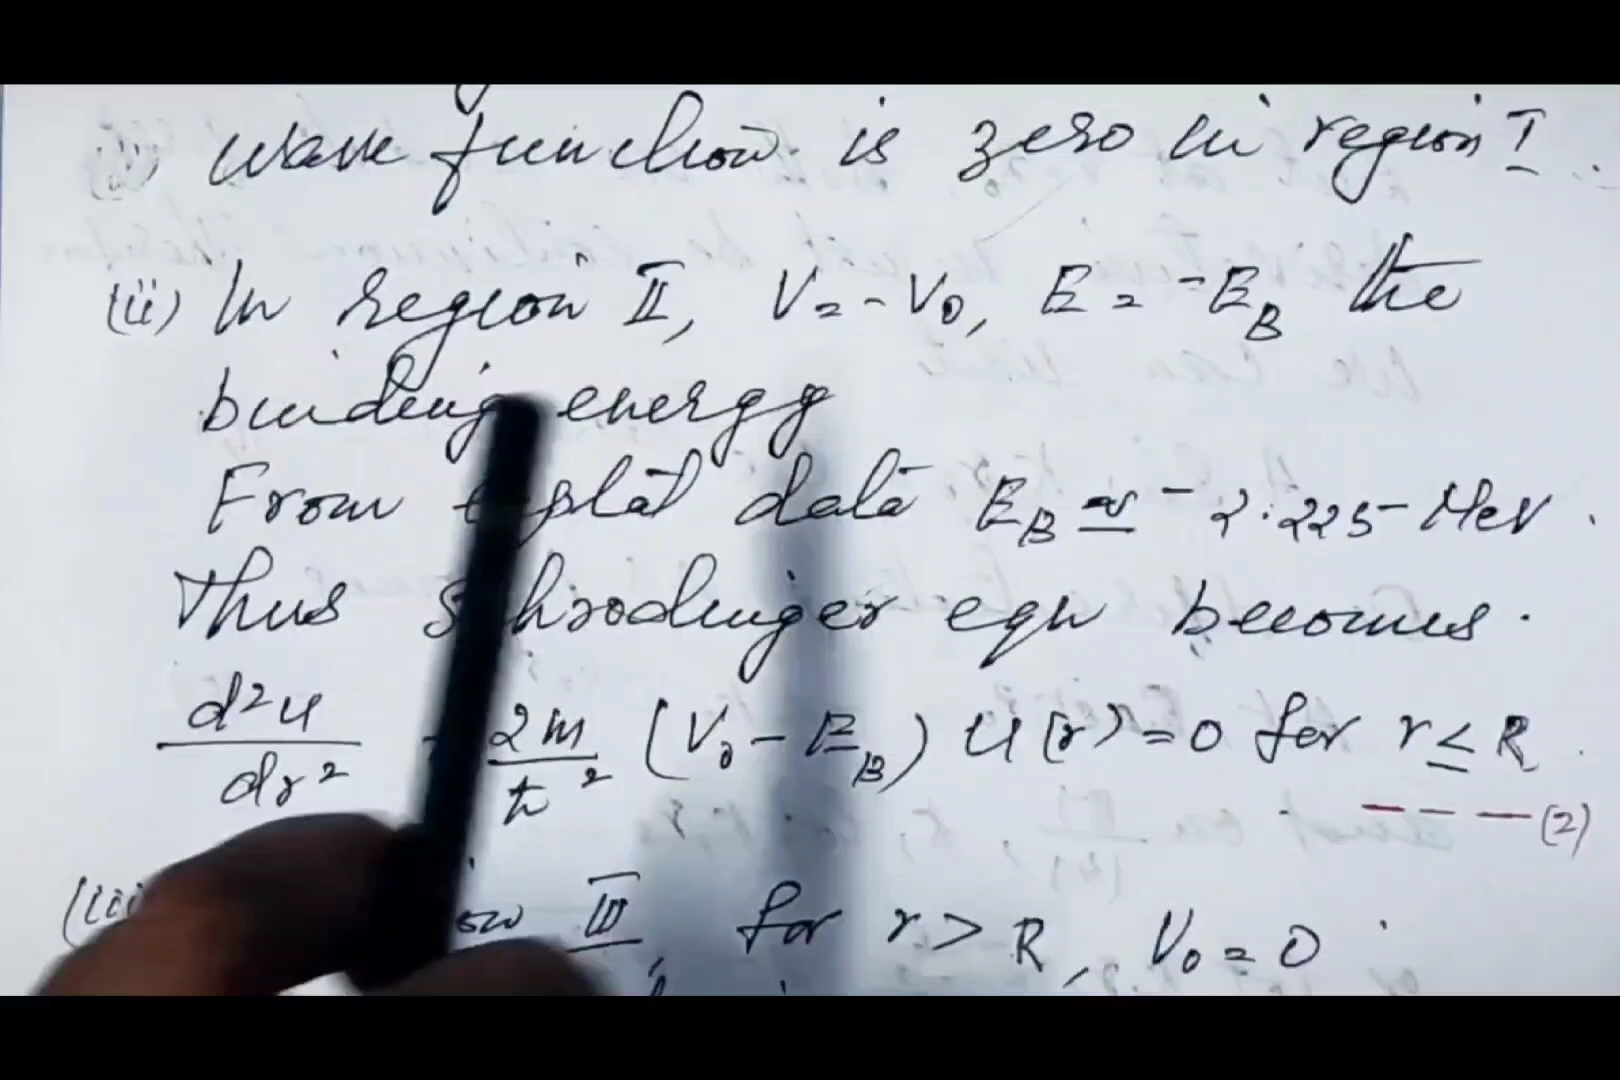 wave function is zero in region I.
(ii) In region II, V = -V₀, E = -E_B the
binding energy
From data E_B ≃ -2.225 MeV.
Thus eqn becomes.
d²u/dr² 2m/ħ² (V₀ - E_B) u(r) = 0 for r ≤ R.
--- (2)
(iii) III, for r > R, V₀ = 0